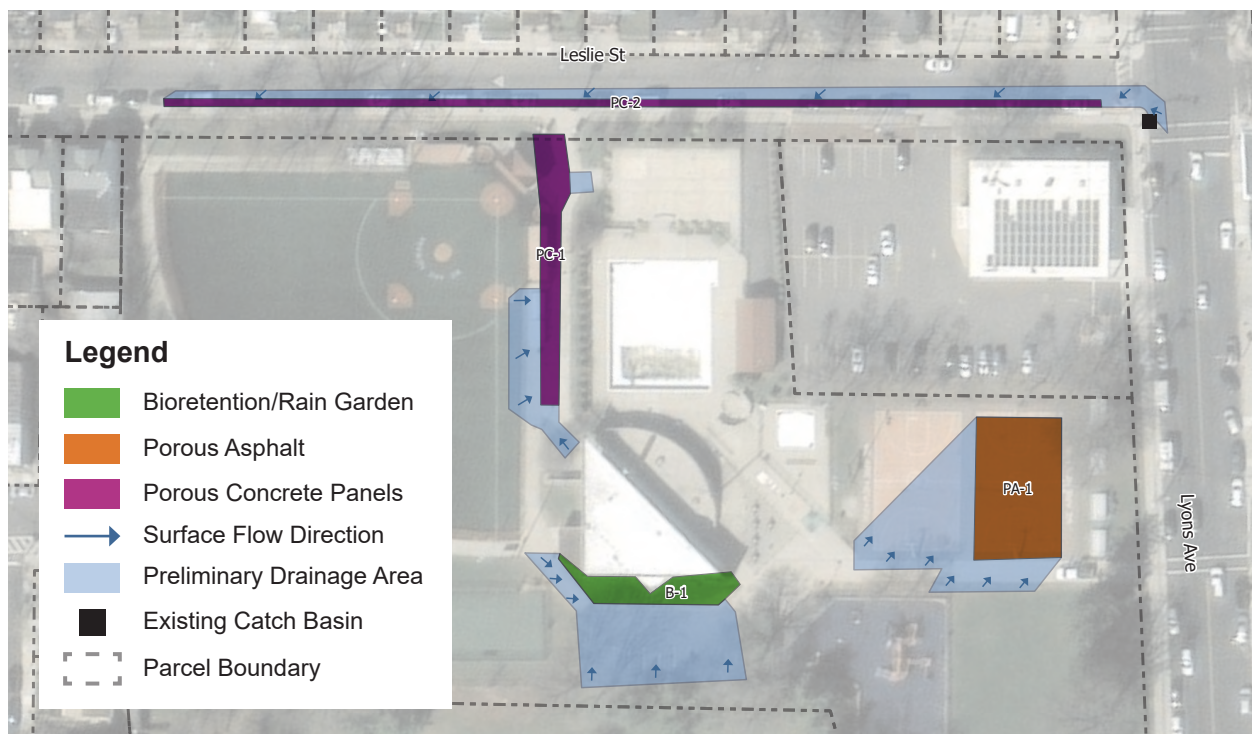 Leslie St
PC-2
PC-1
Legend
Bioretention/Rain Garden
Porous Asphalt
Porous Concrete Panels
Surface Flow Direction
Preliminary Drainage Area
Existing Catch Basin
Parcel Boundary
PA-1
Lyons Ave
B-1